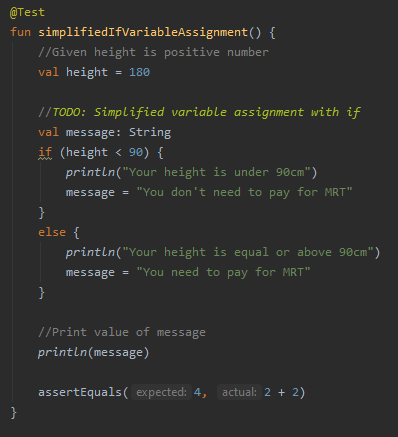 @Test
fun simplifiedIfVariableAssignment() {
    //Given height is positive number
    val height = 180

    //TODO: Simplified variable assignment with if
    val message: String
    if (height < 90) {
        println("Your height is under 90cm")
        message = "You don't need to pay for MRT"
    }
    else {
        println("Your height is equal or above 90cm")
        message = "You need to pay for MRT"
    }

    //Print value of message
    println(message)

    assertEquals( expected: 4, actual: 2 + 2)
}